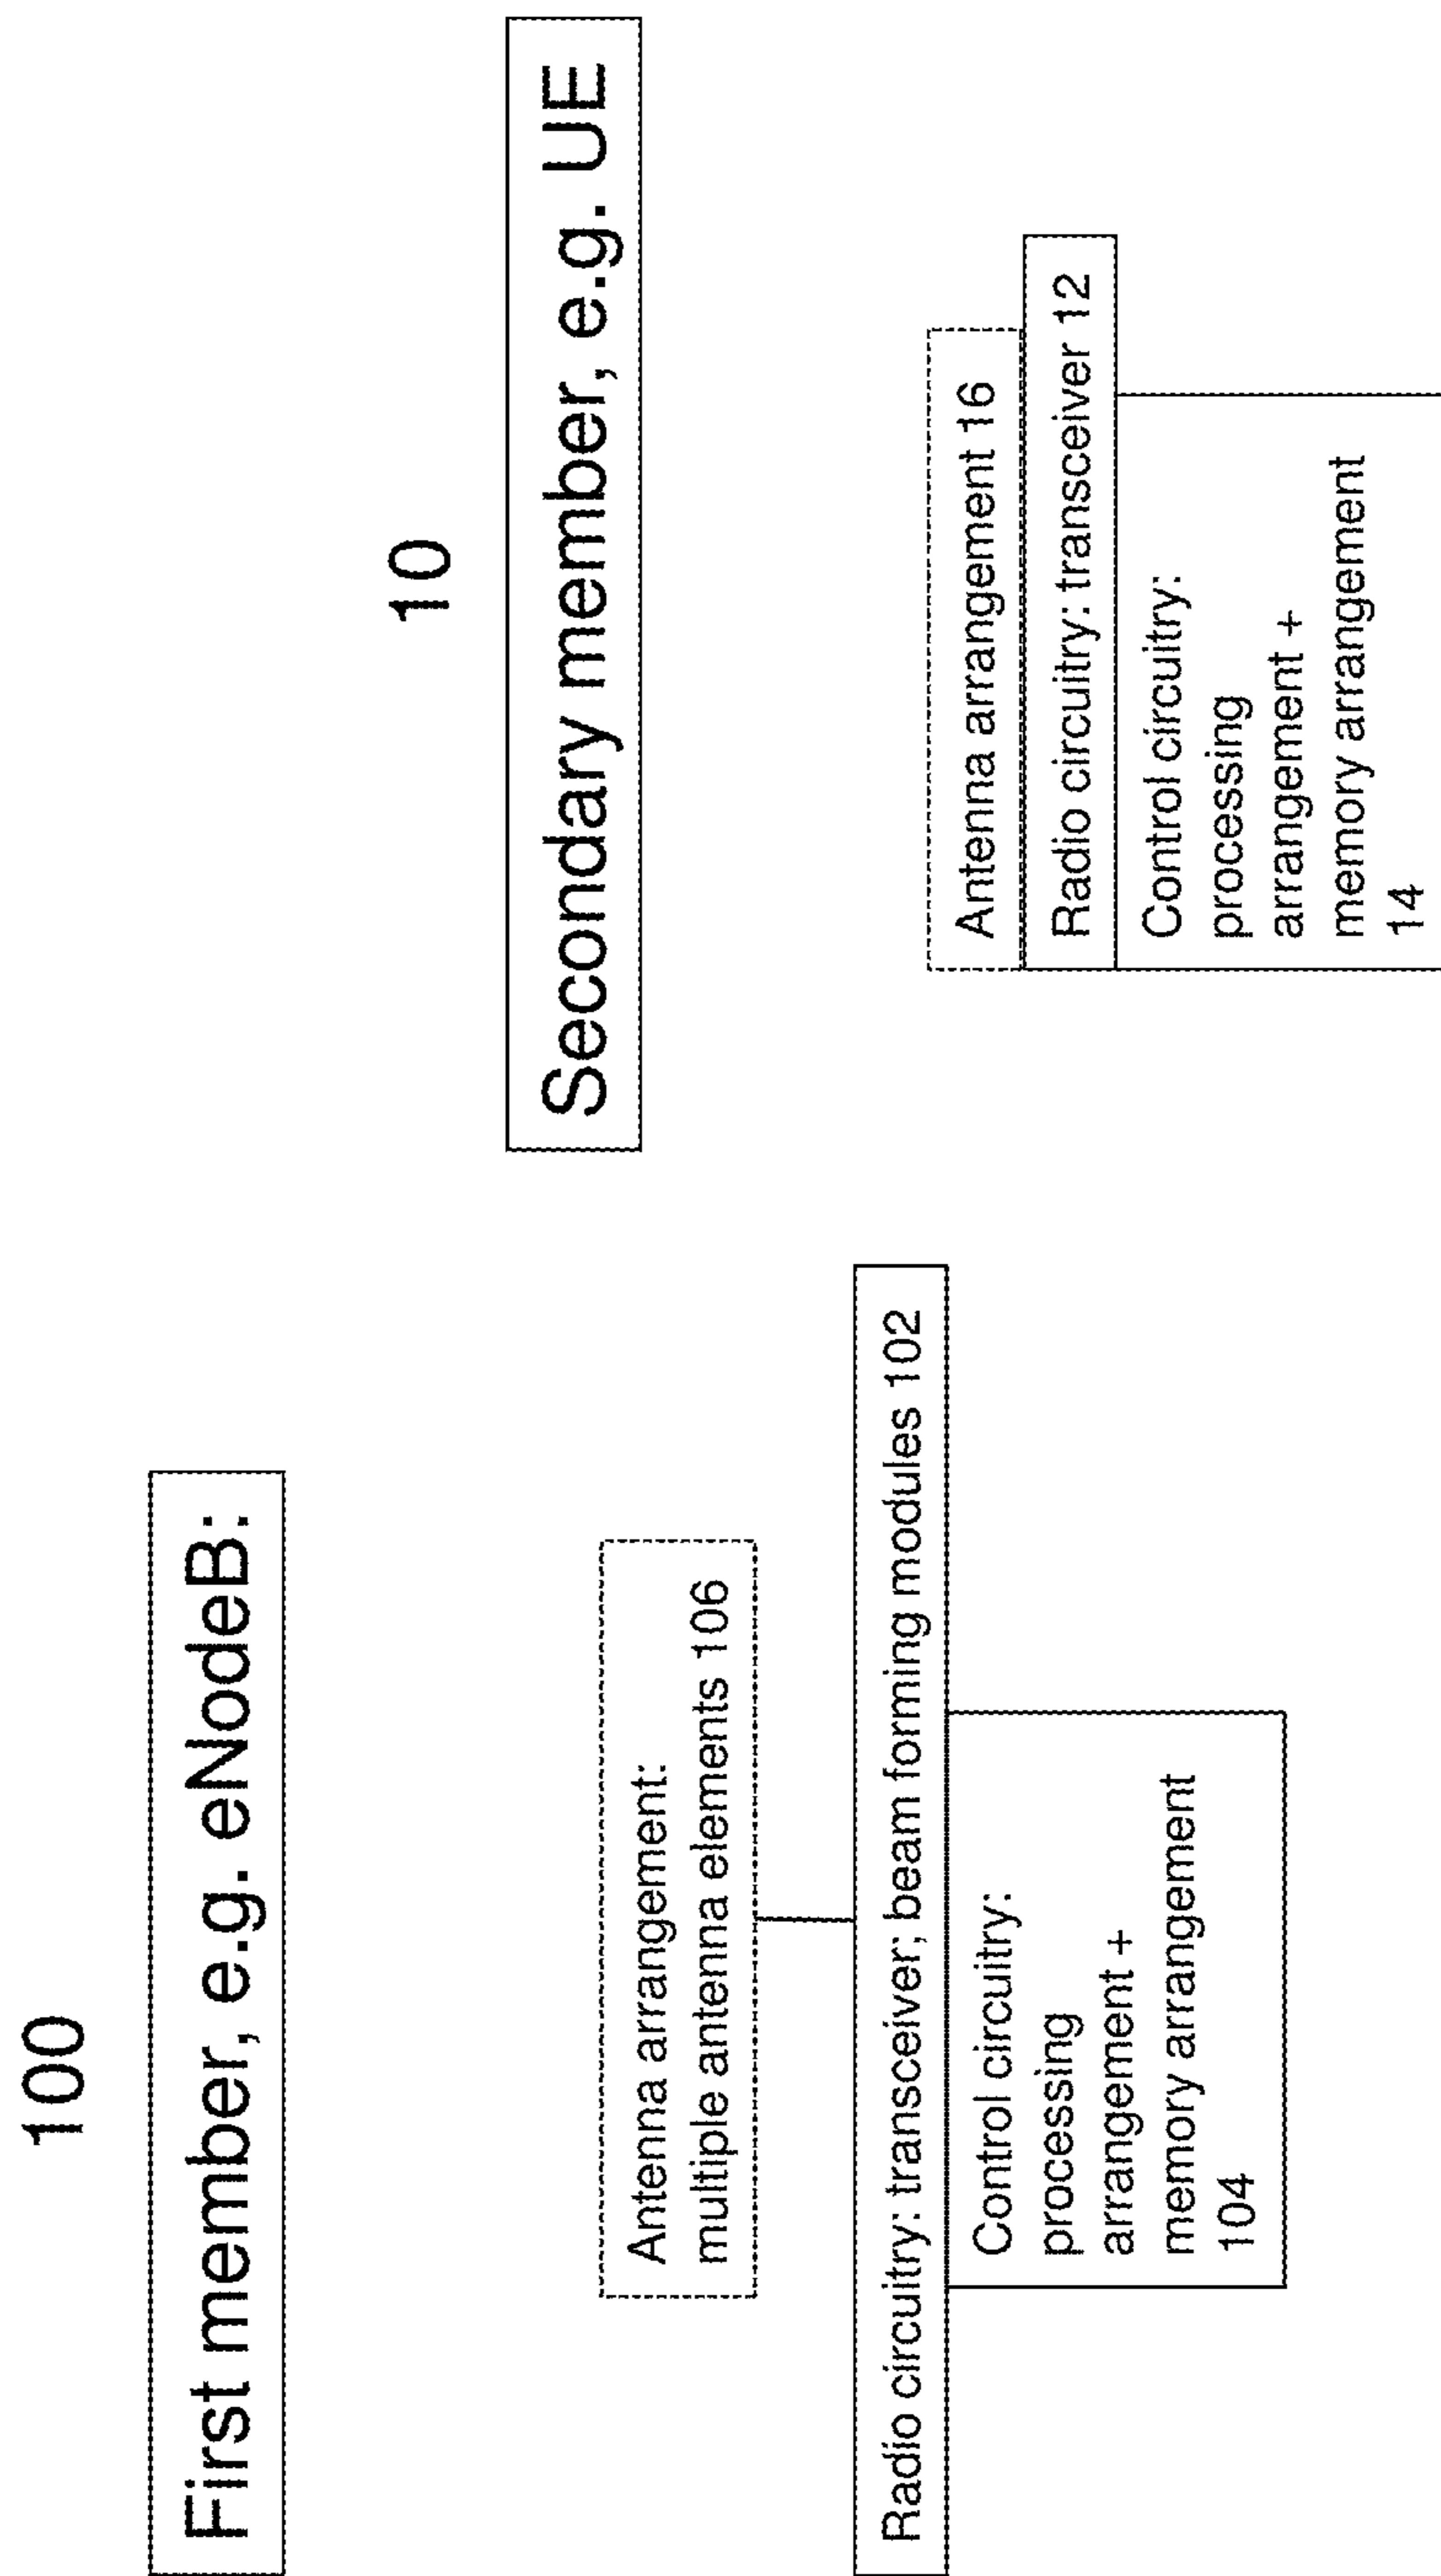 100
First member, e.g. eNodeB:
Antenna arrangement:
multiple antenna elements 106
Radio circuitry: transceiver; beam forming modules 102
Control circuitry:
processing
arrangement +
memory arrangement
104
10
Secondary member, e.g. UE
Antenna arrangement 16
Radio circuitry: transceiver 12
Control circuitry:
processing
arrangement +
memory arrangement
14